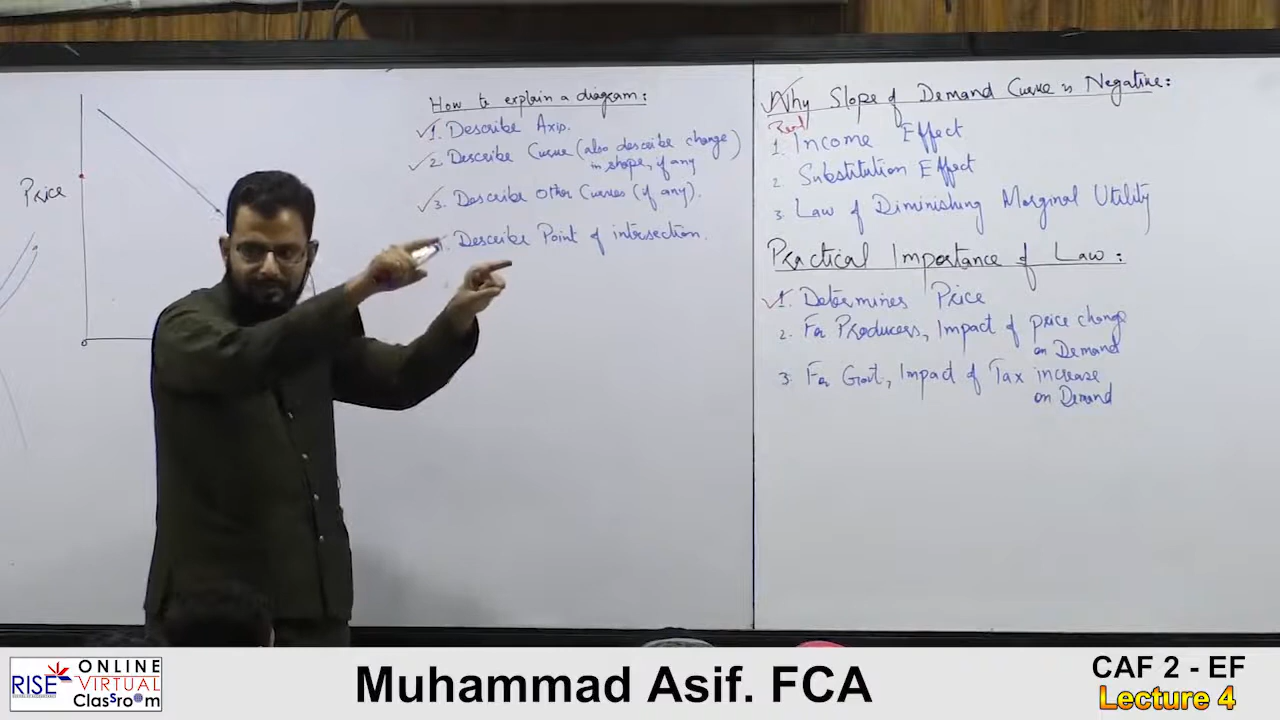 Price
How to explain a diagram:
1. Describe Axis.
2. Describe Curve (also describe change
in shape, if any)
3. Describe Other Curves (if any).
Describe Point of intersection.
Why Slope of Demand Curve is Negative:
Real
1. Income Effect
2. Substitution Effect
3. Law of Diminishing Marginal Utility
Practical Importance of Law:
1. Determines Price
2. For Producers, Impact of price change
on Demand
3. For Govt, Impact of Tax increase
on Demand
RISE
ONLINE
VIRTUAL
Classroom
Muhammad Asif. FCA
CAF 2 - EF
Lecture 4